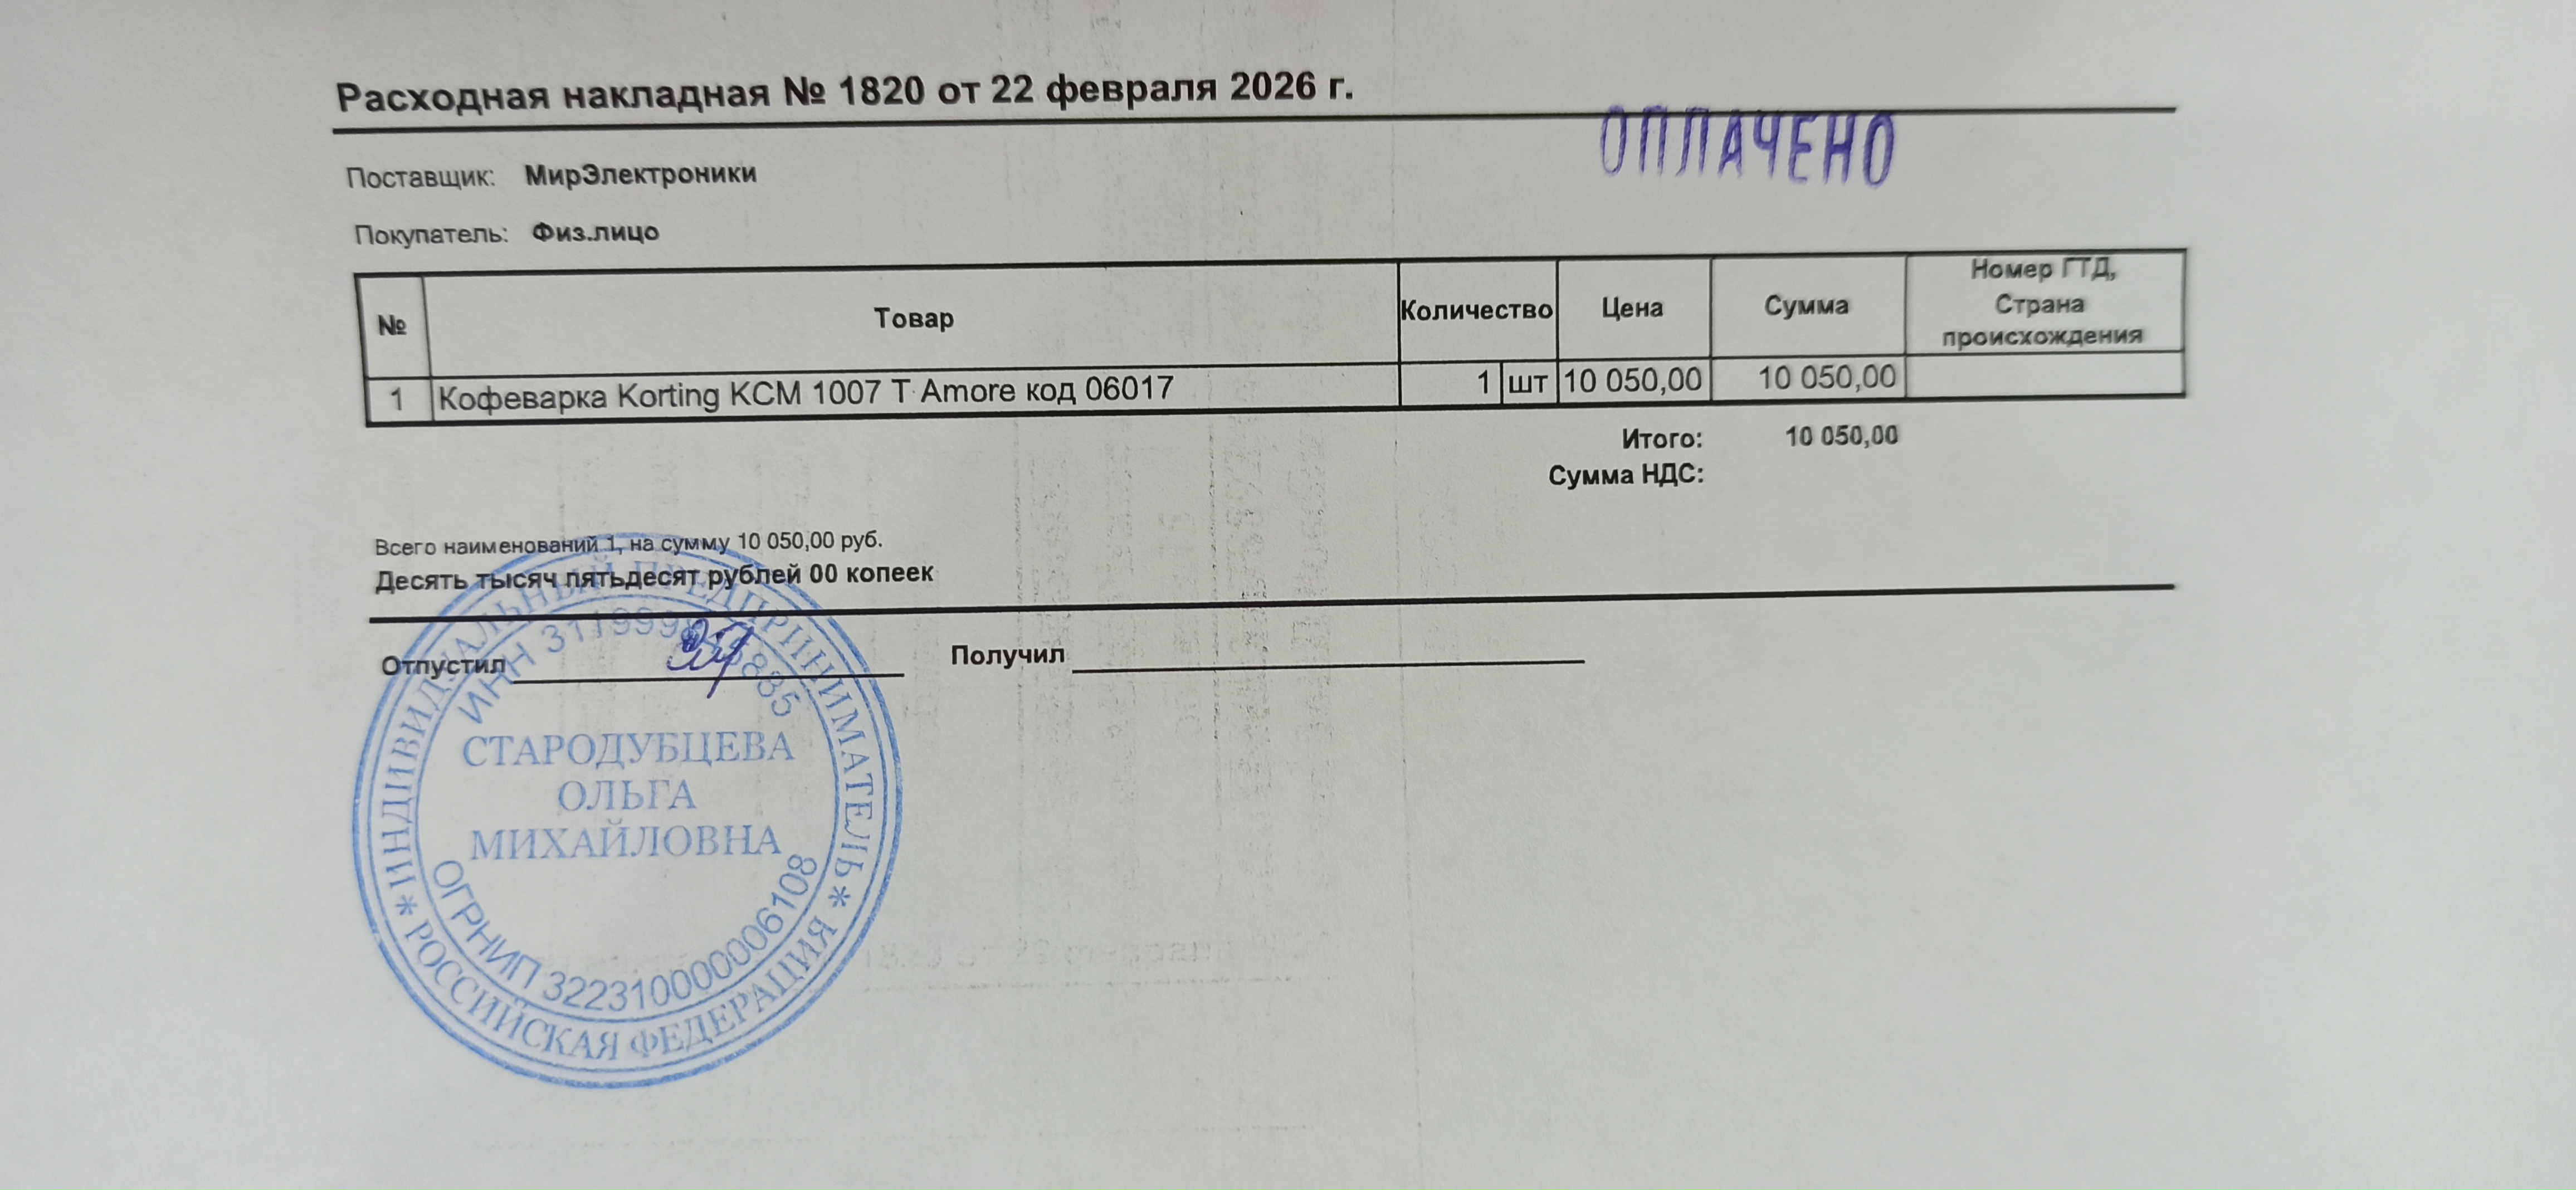 Расходная накладная № 1820 от 22 февраля 2026 г.
ОПЛАЧЕНО
Поставщик: МирЭлектроники
Покупатель: Физ.лицо
№ Товар Количество Цена Сумма Номер ГТД, Страна происхождения
1 Кофеварка Korting KCM 1007 T Amore код 06017 1 шт 10 050,00 10 050,00
Итого: 10 050,00
Сумма НДС:
Всего наименований 1, на сумму 10 050,00 руб.
Десять тысяч пятьдесят рублей 00 копеек
Отпустил Получил
ИНДИВИДУАЛЬНЫЙ ПРЕДПРИНИМАТЕЛЬ
ИНН
СТАРОДУБЦЕВА
ОЛЬГА
МИХАЙЛОВНА
ОГРНИП 322310000006108
* РОССИЙСКАЯ ФЕДЕРАЦИЯ *